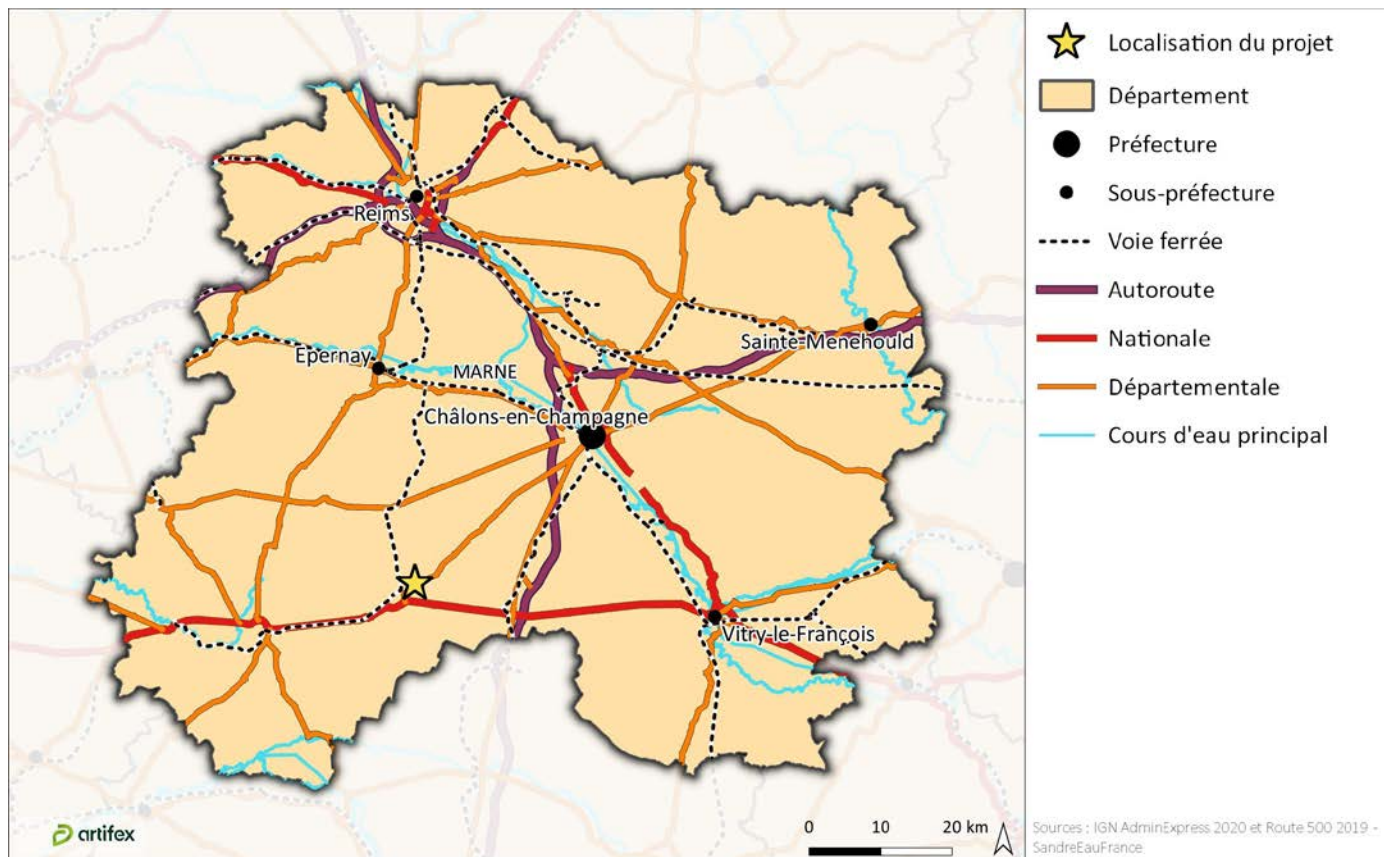 Reims
Epernay
MARNE
Sainte-Menehould
Châlons-en-Champagne
Vitry-le-François
artifex
0 10 20 km
Localisation du projet
Département
Préfecture
Sous-préfecture
Voie ferrée
Autoroute
Nationale
Départementale
Cours d'eau principal
Sources : IGN AdminExpress 2020 et Route 500 2019 -
SandreEauFrance